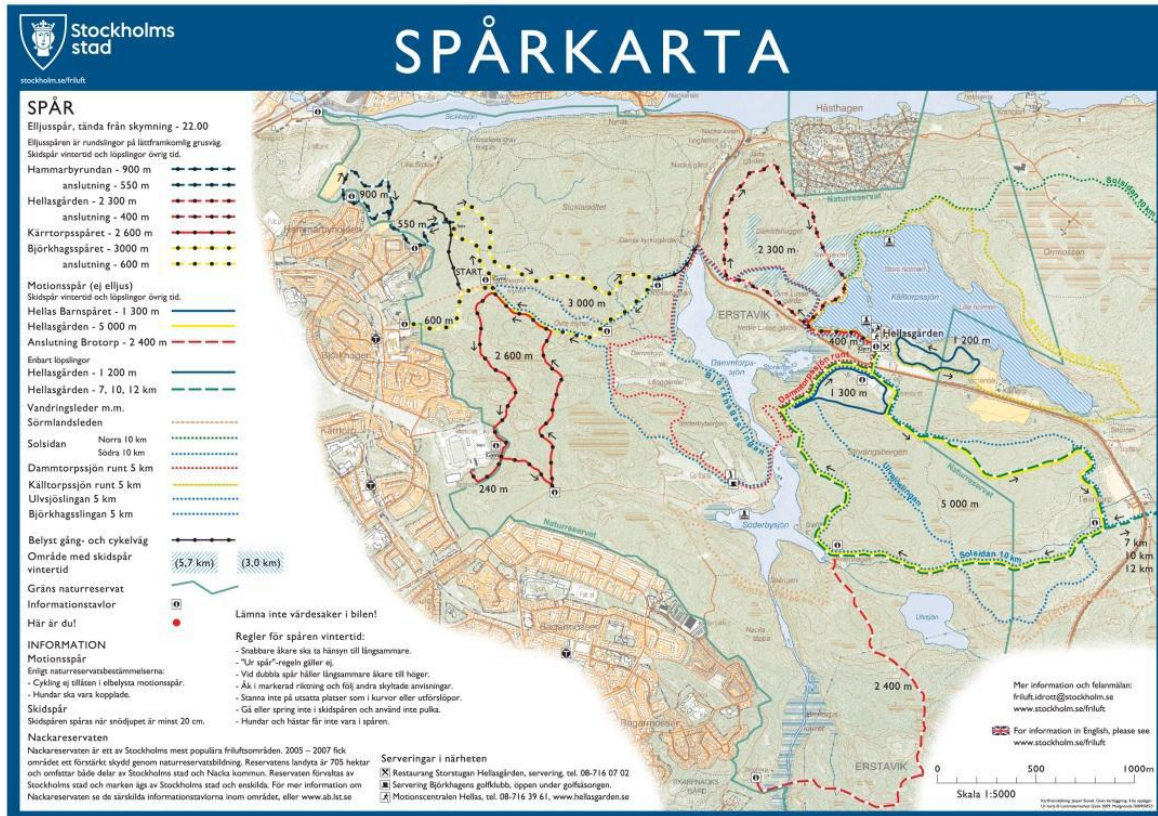 Stockholms
stad
stockholm.se/friluft
SPÅRKARTA
SPÅR
Elljusspår, tända från skymning - 22.00
Elljusspåren är rundslingor på lättframkomlig grusväg.
Skidspår vintertid och löpslingor övrig tid.
Hammarbyrundan - 900 m
anslutning - 550 m
Hellasgården - 2 300 m
anslutning - 400 m
Kärrtorpsspåret - 2 600 m
Björkhagsspåret - 3000 m
anslutning - 600 m
Motionsspår (ej elljus)
Skidspår vintertid och löpslingor övrig tid.
Hellas Barnspåret - 1 300 m
Hellasgården - 5 000 m
Anslutning Brotorp - 2 400 m
Enbart löpslingor
Hellasgården - 1 200 m
Hellasgården - 7, 10, 12 km
Vandringsleder m.m.
Sörmlandsleden
Solsidan Norra 10 km
Södra 10 km
Dammtorpssjön runt 5 km
Källtorpssjön runt 5 km
Ulvsjöslingan 5 km
Björkhagsslingan 5 km
Belyst gång- och cykelväg
Område med skidspår
vintertid
(5,7 km) (3,0 km)
Gräns naturreservat
Informationstavlor
Här är du!
INFORMATION
Motionsspår
Enligt naturreservatsbestämmelserna:
- Cykling ej tillåten i elbelysta motionsspår.
- Hundar ska vara kopplade.
Skidspår
Skidspåren spåras när snödjupet är minst 20 cm.
Nackareservaten
Nackareservaten är ett av Stockholms mest populära friluftsområden. 2005 – 2007 fick
området ett förstärkt skydd genom naturreservatsbildning. Reservatens landyta är 705 hektar
och omfattar både delar av Stockholms stad och Nacka kommun. Reservaten förvaltas av
Stockholms stad och marken ägs av Stockholms stad och enskilda. För mer information om
Nackareservaten se de särskilda informationstavlorna inom området, eller www.ab.lst.se
Lämna inte värdesaker i bilen!
Regler för spåren vintertid:
- Snabbare åkare ska ta hänsyn till långsammare.
- "Ur spår"-regeln gäller ej.
- Vid dubbla spår håller långsammare åkare till höger.
- Åk i markerad riktning och följ andra skyltade anvisningar.
- Stanna inte på utsatta platser som i kurvor eller utförslöpor.
- Gå eller spring inte i skidspåren och använd inte pulka.
- Hundar och hästar får inte vara i spåren.
Serveringar i närheten
Restaurang Storstugan Hellasgården, servering, tel. 08-716 07 02
Servering Björkhagens golfklubb, öppen under golfsäsongen.
Motionscentralen Hellas, tel. 08-716 39 61, www.hellasgarden.se
Hästhagen
Naturreservat
Solsidan 10 km
900 m
Hammarbyhöjden
550 m
START
2 300 m
Stora holmen
Källtorpssjön
3 000 m
ERSTAVIK
600 m
Björkhagen
400 m
Hellasgården
1 200 m
2 600 m
Dammtorps-
sjön
Dammtorpssjön runt
1 300 m
Björkhagsslingan
Kärrtorp
240 m
Naturreservat
Ulvsjöslingan
5 000 m
Söderbysjön
Naturreservat
Solsidan 10 km
7 km
10 km
12 km
Ulvsjön
Bagarmossen
2 400 m
SKARPNÄCKS
GÅRD
ERSTAVIK
Mer information och felanmälan:
friluft.idrott@stockholm.se
www.stockholm.se/friluft
For information in English, please see
www.stockholm.se/friluft
0 500 1000m
Skala 1:5000